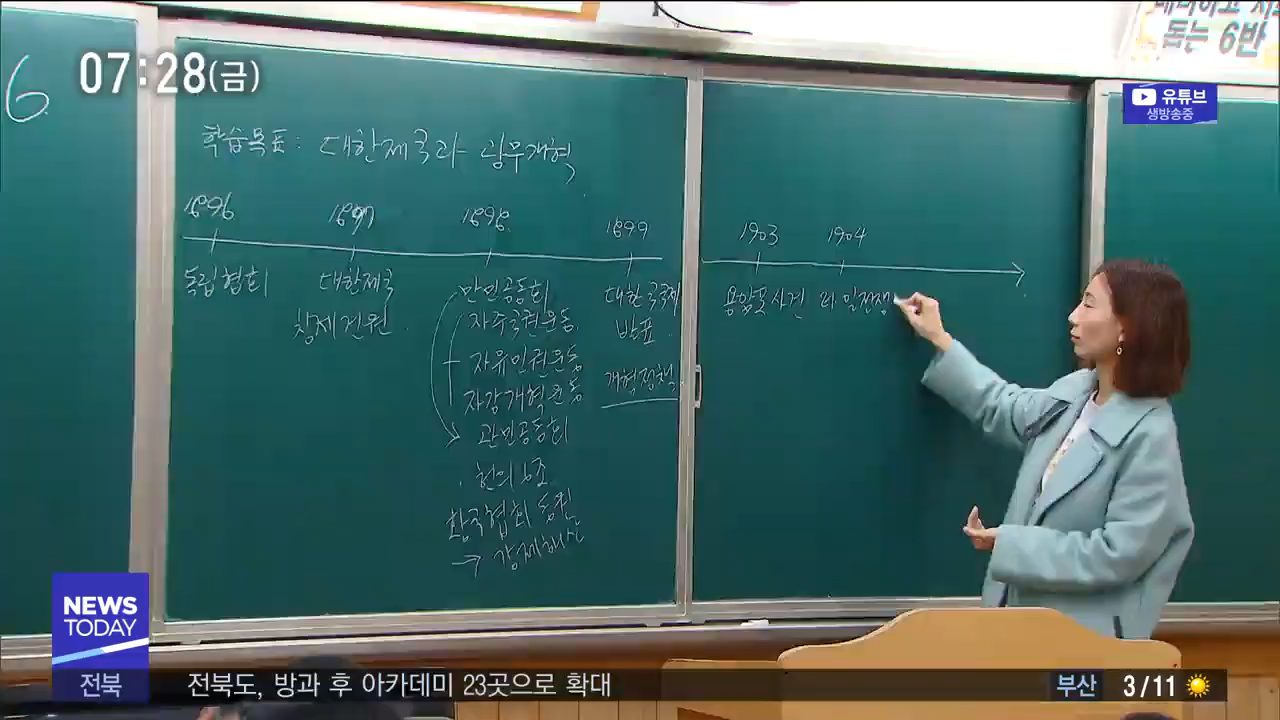 돕는 6반
07:28(금)
유튜브
생방송중
6
학습목표: 대한제국과 광무개혁
1896 1897 1898 1899 1903 1904
독립협회
대한제국
칭제건원
만민공동회
자주국권운동
자유인권운동
자강개혁운동
관민공동회
헌의 6조
황국협회 동원
→ 강제해산
대한국국제
발표
개혁정책
용암포사건
러일전쟁
NEWS
TODAY
전북
전북도, 방과 후 아카데미 23곳으로 확대
부산 3/11